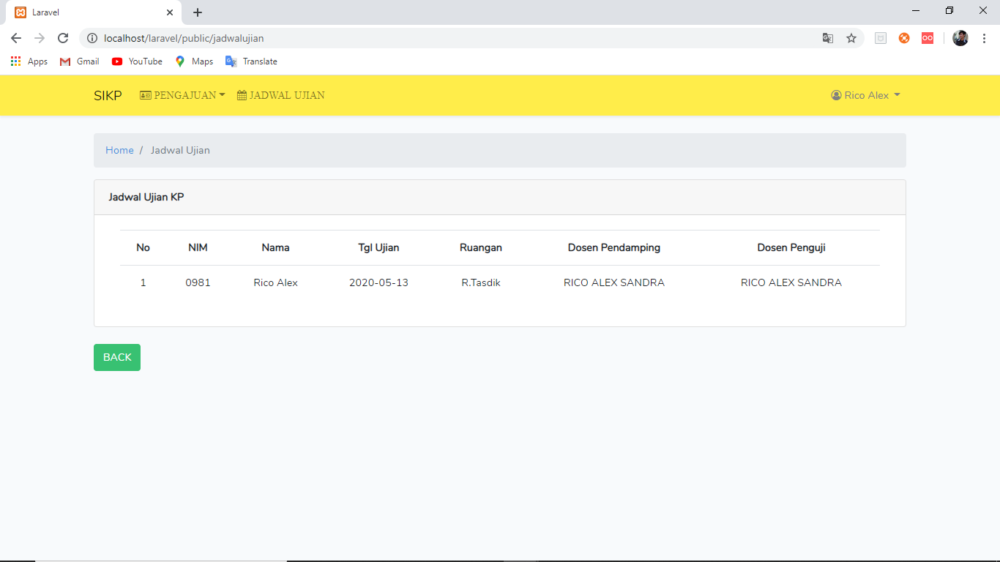 Laravel
localhost/laravel/public/jadwalujian
Apps Gmail YouTube Maps Translate
SIKP PENGAJUAN JADWAL UJIAN Rico Alex
Home / Jadwal Ujian
Jadwal Ujian KP
No NIM Nama Tgl Ujian Ruangan Dosen Pendamping Dosen Penguji
1 0981 Rico Alex 2020-05-13 R.Tasdik RICO ALEX SANDRA RICO ALEX SANDRA
BACK